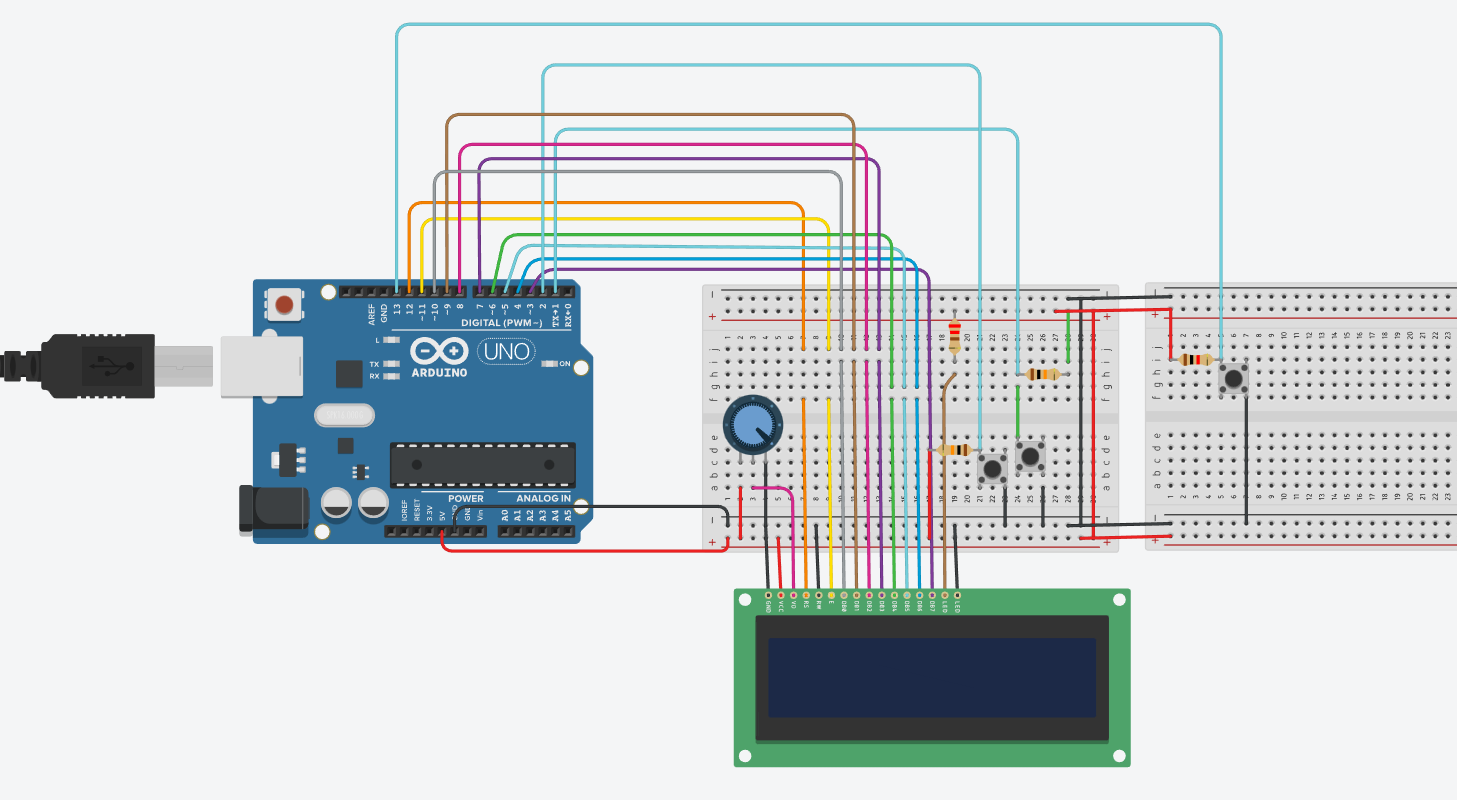 AREF
GND
13
12
~11
~10
~9
8
7
~6
~5
4
~3
2
TX→1
RX←0
DIGITAL (PWM~)
L
TX
RX
ARDUINO
UNO
ON
IOREF
RESET
3.3V
5V
GND
Vin
POWER
ANALOG IN
A0
A1
A2
A3
A4
A5
GND
VCC
V0
RS
RW
E
DB0
DB1
DB2
DB3
DB4
DB5
DB6
DB7
LED
LED